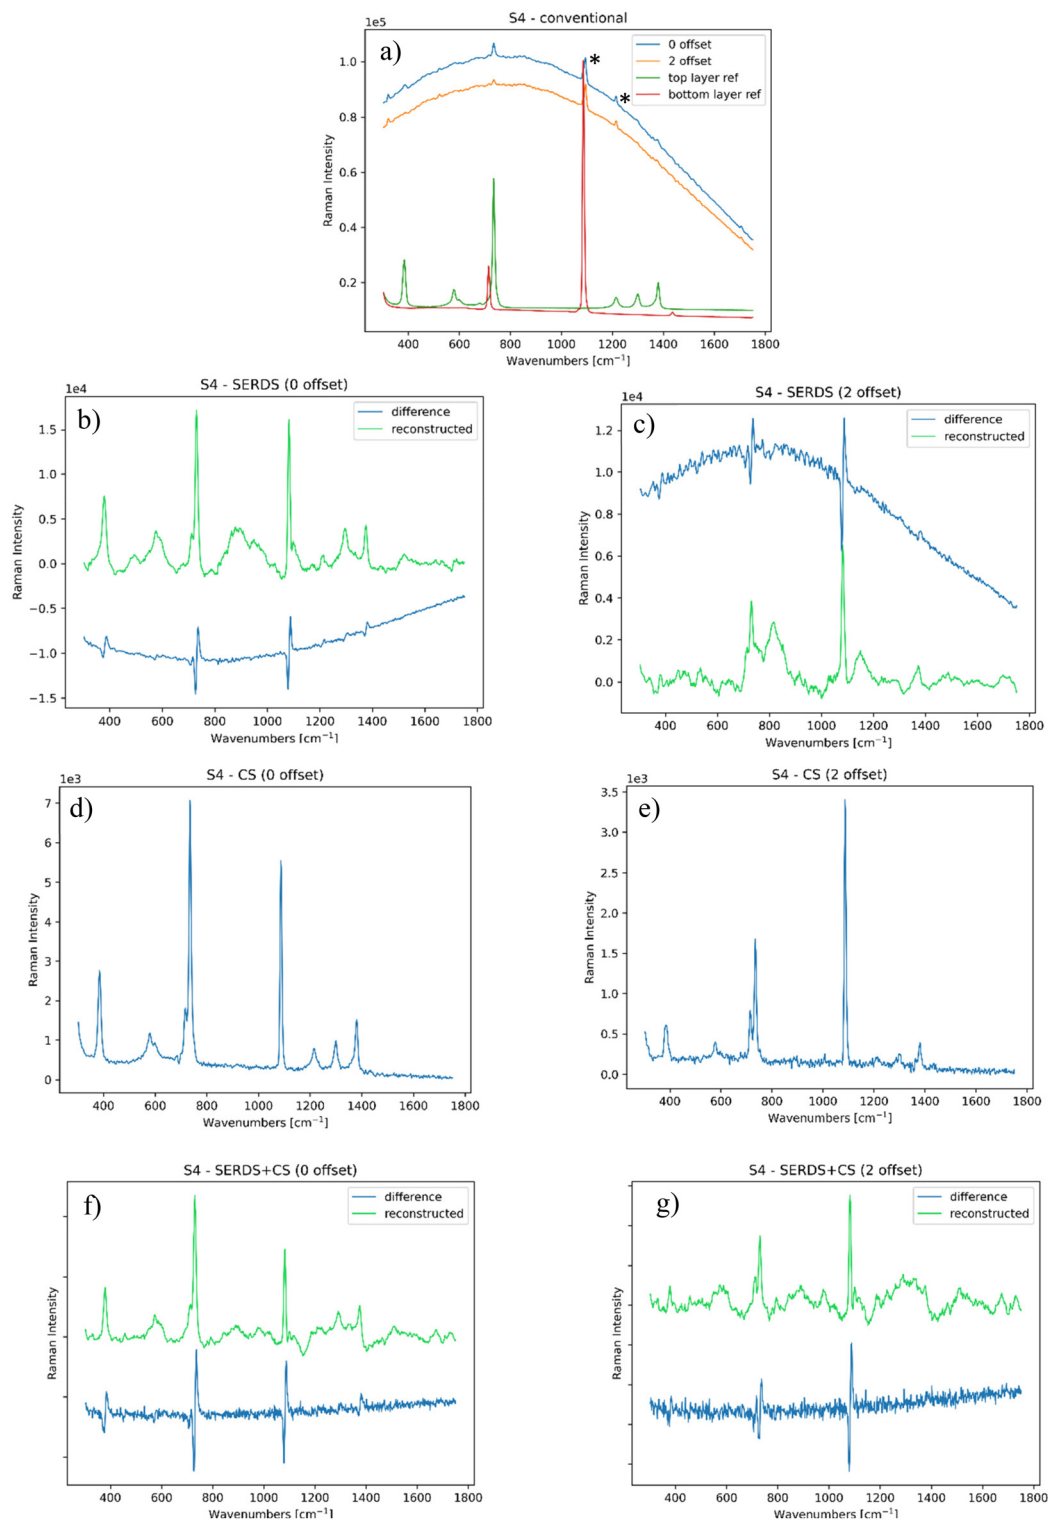 S4 - conventional
1e5
a)
0 offset
2 offset
top layer ref
bottom layer ref
*
*
1.0
0.8
0.6
0.4
0.2
Raman Intensity
400 600 800 1000 1200 1400 1600 1800
Wavenumbers [cm⁻¹]
S4 - SERDS (0 offset)
1e4
b)
difference
reconstructed
1.5
1.0
0.5
0.0
−0.5
−1.0
−1.5
Raman Intensity
400 600 800 1000 1200 1400 1600 1800
Wavenumbers [cm⁻¹]
S4 - SERDS (2 offset)
1e4
c)
difference
reconstructed
1.2
1.0
0.8
0.6
0.4
0.2
0.0
Raman Intensity
400 600 800 1000 1200 1400 1600 1800
Wavenumbers [cm⁻¹]
S4 - CS (0 offset)
1e3
d)
7
6
5
4
3
2
1
0
Raman Intensity
400 600 800 1000 1200 1400 1600 1800
Wavenumbers [cm⁻¹]
S4 - CS (2 offset)
1e3
e)
3.5
3.0
2.5
2.0
1.5
1.0
0.5
0.0
Raman Intensity
400 600 800 1000 1200 1400 1600 1800
Wavenumbers [cm⁻¹]
S4 - SERDS+CS (0 offset)
f)
difference
reconstructed
Raman Intensity
400 600 800 1000 1200 1400 1600 1800
Wavenumbers [cm⁻¹]
S4 - SERDS+CS (2 offset)
g)
difference
reconstructed
Raman Intensity
400 600 800 1000 1200 1400 1600 1800
Wavenumbers [cm⁻¹]